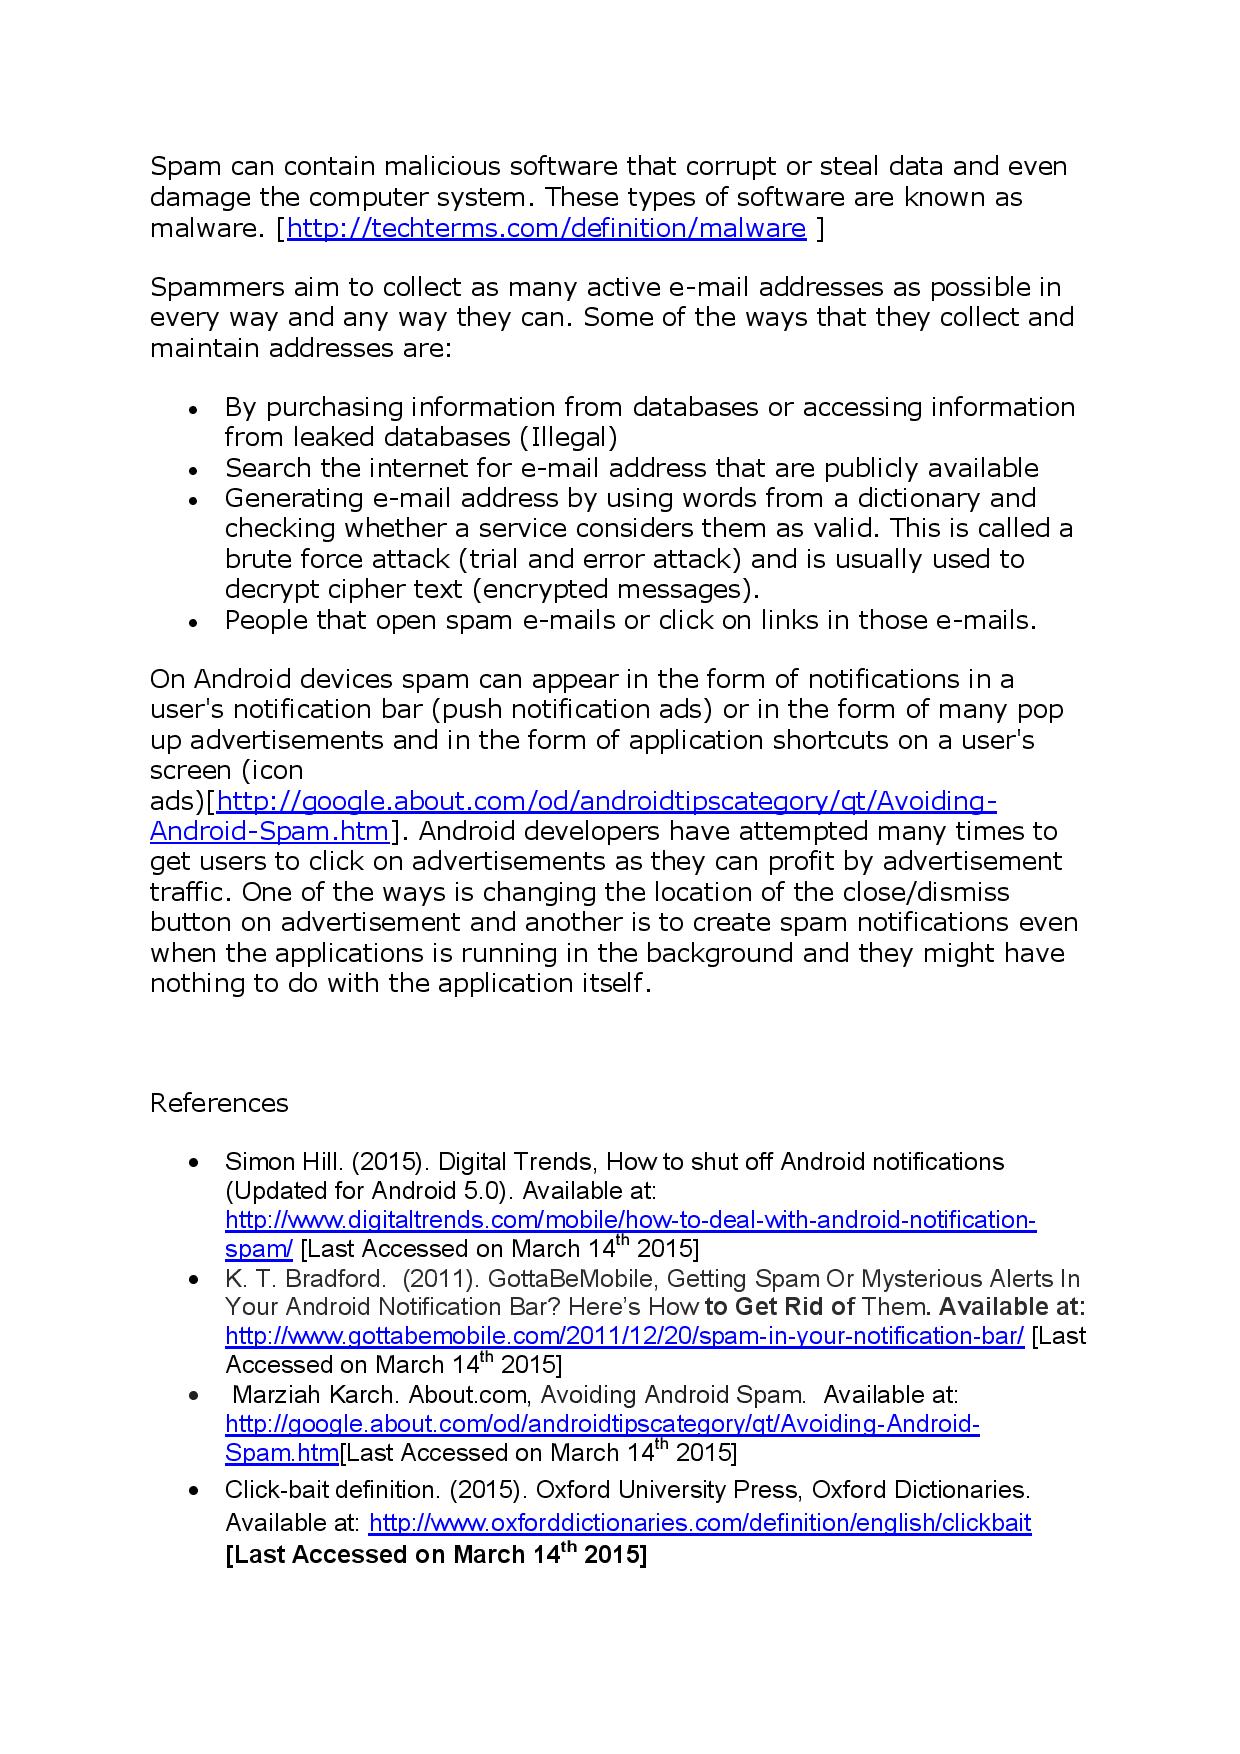 Spam can contain malicious software that corrupt or steal data and even
damage the computer system. These types of software are known as
malware. [http://techterms.com/definition/malware ]
Spammers aim to collect as many active e-mail addresses as possible in
every way and any way they can. Some of the ways that they collect and
maintain addresses are:
• By purchasing information from databases or accessing information
from leaked databases (Illegal)
• Search the internet for e-mail address that are publicly available
• Generating e-mail address by using words from a dictionary and
checking whether a service considers them as valid. This is called a
brute force attack (trial and error attack) and is usually used to
decrypt cipher text (encrypted messages).
• People that open spam e-mails or click on links in those e-mails.
On Android devices spam can appear in the form of notifications in a
user's notification bar (push notification ads) or in the form of many pop
up advertisements and in the form of application shortcuts on a user's
screen (icon
ads)[http://google.about.com/od/androidtipscategory/qt/Avoiding-
Android-Spam.htm]. Android developers have attempted many times to
get users to click on advertisements as they can profit by advertisement
traffic. One of the ways is changing the location of the close/dismiss
button on advertisement and another is to create spam notifications even
when the applications is running in the background and they might have
nothing to do with the application itself.
References
• Simon Hill. (2015). Digital Trends, How to shut off Android notifications
(Updated for Android 5.0). Available at:
http://www.digitaltrends.com/mobile/how-to-deal-with-android-notification-
spam/ [Last Accessed on March 14th 2015]
• K. T. Bradford.  (2011). GottaBeMobile, Getting Spam Or Mysterious Alerts In
Your Android Notification Bar? Here’s How to Get Rid of Them. Available at:
http://www.gottabemobile.com/2011/12/20/spam-in-your-notification-bar/ [Last
Accessed on March 14th 2015]
• Marziah Karch. About.com, Avoiding Android Spam.  Available at:
http://google.about.com/od/androidtipscategory/qt/Avoiding-Android-
Spam.htm[Last Accessed on March 14th 2015]
• Click-bait definition. (2015). Oxford University Press, Oxford Dictionaries.
Available at: http://www.oxforddictionaries.com/definition/english/clickbait
[Last Accessed on March 14th 2015]